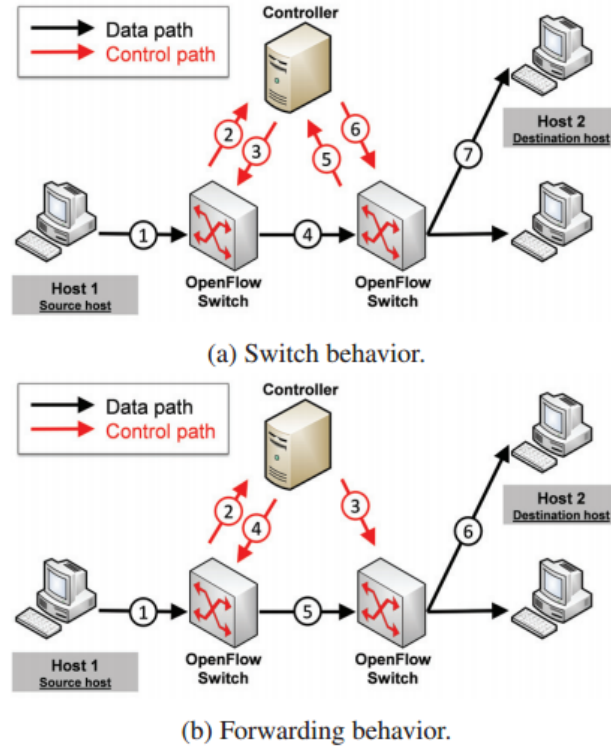 Data path
Control path
Controller
2
3
5
6
7
Host 2
Destination host
1
4
Host 1
Source host
OpenFlow
Switch
OpenFlow
Switch
(a) Switch behavior.
Data path
Control path
Controller
2
4
3
6
Host 2
Destination host
1
5
Host 1
Source host
OpenFlow
Switch
OpenFlow
Switch
(b) Forwarding behavior.